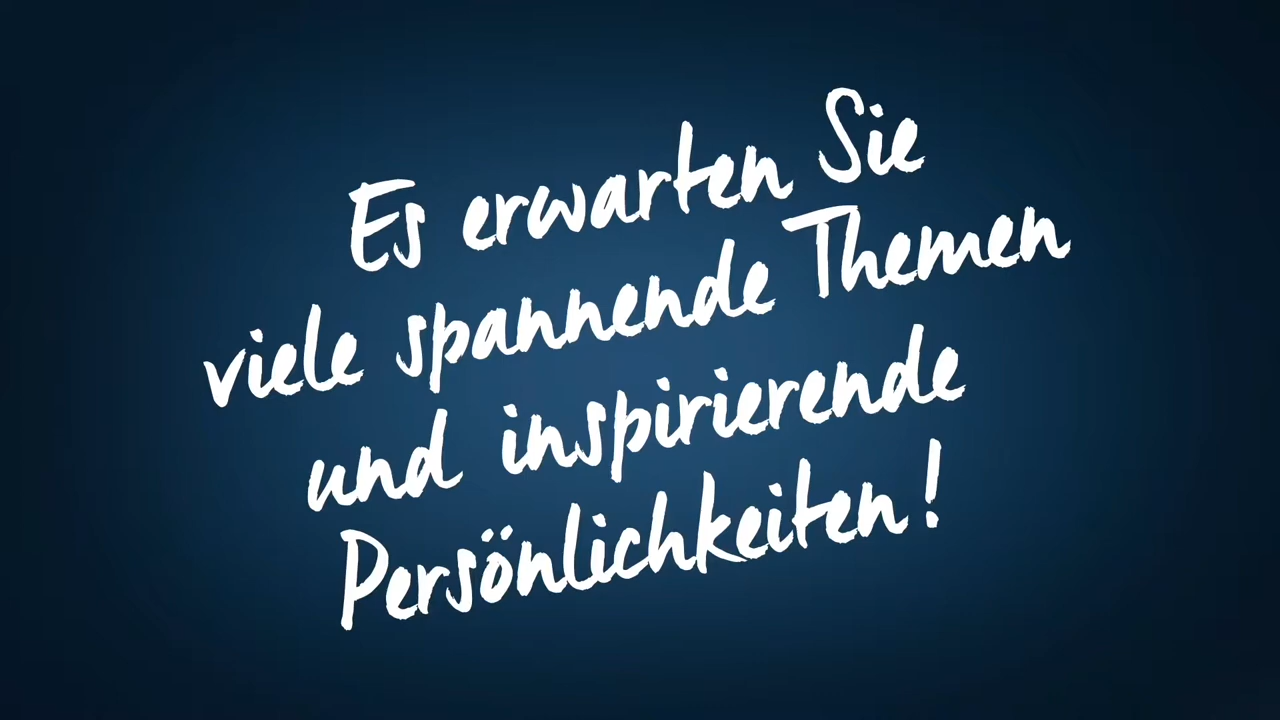 Es erwarten Sie
viele spannende Themen
und inspirierende
Persönlichkeiten!